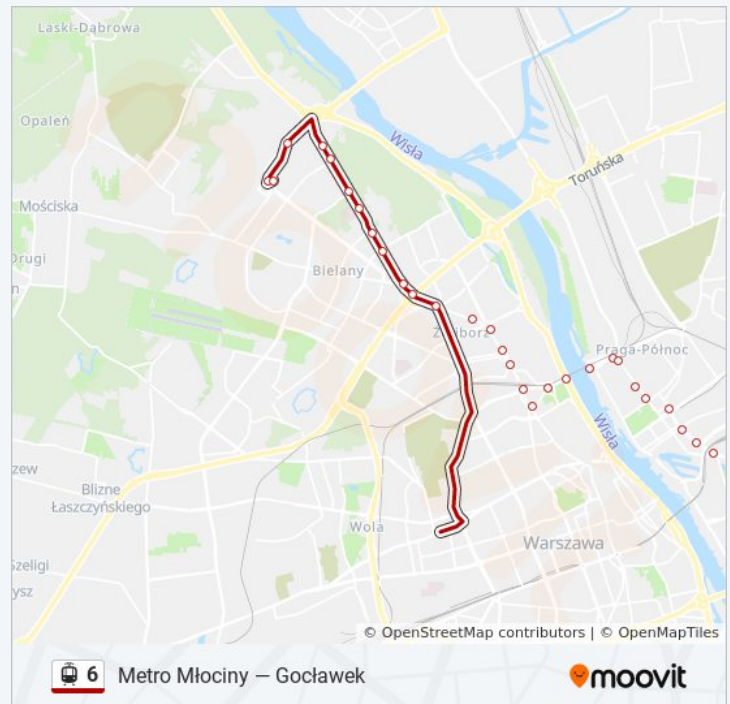 Laski-Dąbrowa
Opaleń
Wisła
Toruńska
Mościska
Drugi
n
Bielany
Żoliborz
Praga-Północ
Wisła
zew
Blizne
Łaszczyńskiego
Wola
Warszawa
Szeligi
ysz
© OpenStreetMap contributors | © OpenMapTiles
6 Metro Młociny — Gocławek
moovit